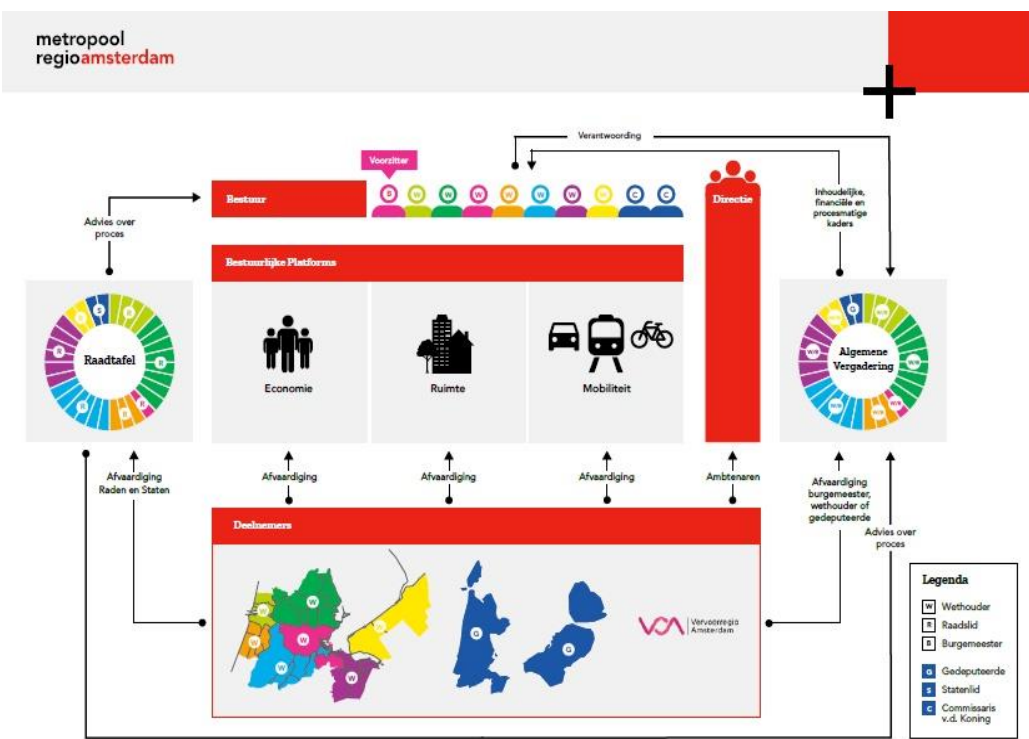 metropool
regioamsterdam
Verantwoording
Voorzitter
B W W W W W W W C C
Bestuur
Directie
Inhoudelijke,
financiële en
procesmatige
kaders
Advies over
proces
Bestuurlijke Platforms
S
R
R
R
R
R
R
Raadtafel
Economie
Ruimte
Mobiliteit
G
W/B
W/B
W/B
W/B
W/B
Algemene
Vergadering
Afvaardiging
Raden en Staten
Afvaardiging
Afvaardiging
Afvaardiging
Ambtenaren
Afvaardiging
burgemeester,
wethouder of
gedeputeerde
Advies over
proces
Deelnemers
W
W
W
W
W
W
G
G
Vervoerregio
Amsterdam
Legenda
W Wethouder
R Raadslid
B Burgemeester
G Gedeputeerde
S Statenlid
C Commissaris
v.d. Koning